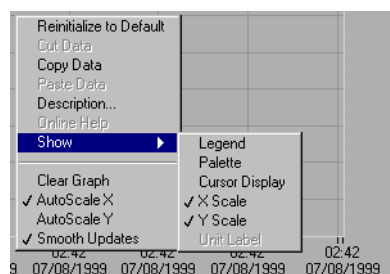 Reinitialize to Default
Cut Data
Copy Data
Paste Data
Description...
Online Help
Show
Legend
Palette
Cursor Display
X Scale
Y Scale
Unit Label
Clear Graph
AutoScale X
AutoScale Y
Smooth Updates
02:42 02:42 02:42 02:42
9 07/08/1999 07/08/1999 07/08/1999 07/08/1999